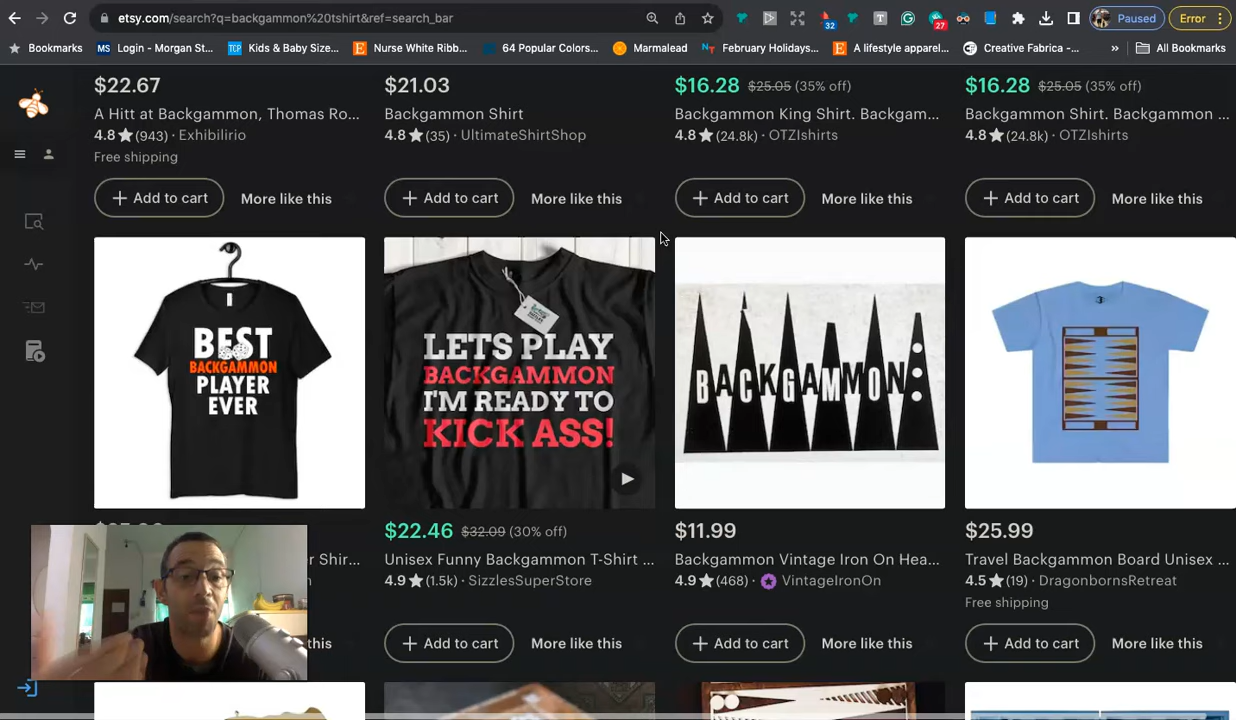 etsy.com/search?q=backgammon%20tshirt&ref=search_bar
32
27
Paused
Error
Bookmarks
MS Login - Morgan St...
TCP Kids & Baby Size...
E Nurse White Ribb...
64 Popular Colors...
Marmalead
NT February Holidays...
E A lifestyle apparel...
Creative Fabrica -...
»
All Bookmarks
$22.67
$21.03
$16.28 $25.05 (35% off)
$16.28 $25.05 (35% off)
A Hitt at Backgammon, Thomas Ro...
Backgammon Shirt
Backgammon King Shirt. Backgam...
Backgammon Shirt. Backgammon ...
4.8★(943) · Exhibilirio
4.8★(35) · UltimateShirtShop
4.8★(24.8k) · OTZIshirts
4.8★(24.8k) · OTZIshirts
Free shipping
+ Add to cart
More like this
+ Add to cart
More like this
+ Add to cart
More like this
+ Add to cart
More like this
BEST
BACKGAMMON
PLAYER
EVER
LETS PLAY
BACKGAMMON
I'M READY TO
KICK ASS!
BACKGAMMON
$22.46 $32.09 (30% off)
$11.99
$25.99
Shir...
Unisex Funny Backgammon T-Shirt ...
Backgammon Vintage Iron On Hea...
Travel Backgammon Board Unisex ...
4.9★(1.5k) · SizzlesSuperStore
4.9★(468) VintageIronOn
4.5★(19) · DragonbornsRetreat
Free shipping
this
+ Add to cart
More like this
+ Add to cart
More like this
+ Add to cart
More like this